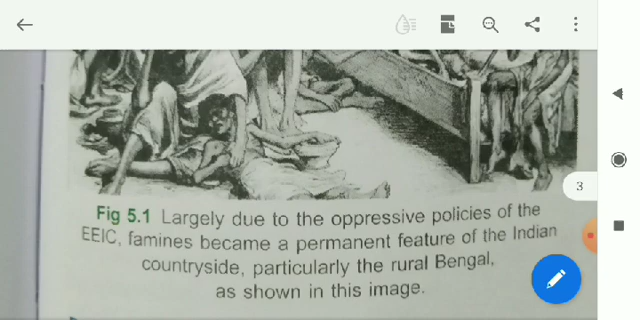 3
Fig 5.1 Largely due to the oppressive policies of the
EEIC, famines became a permanent feature of the Indian
countryside, particularly the rural Bengal,
as shown in this image.